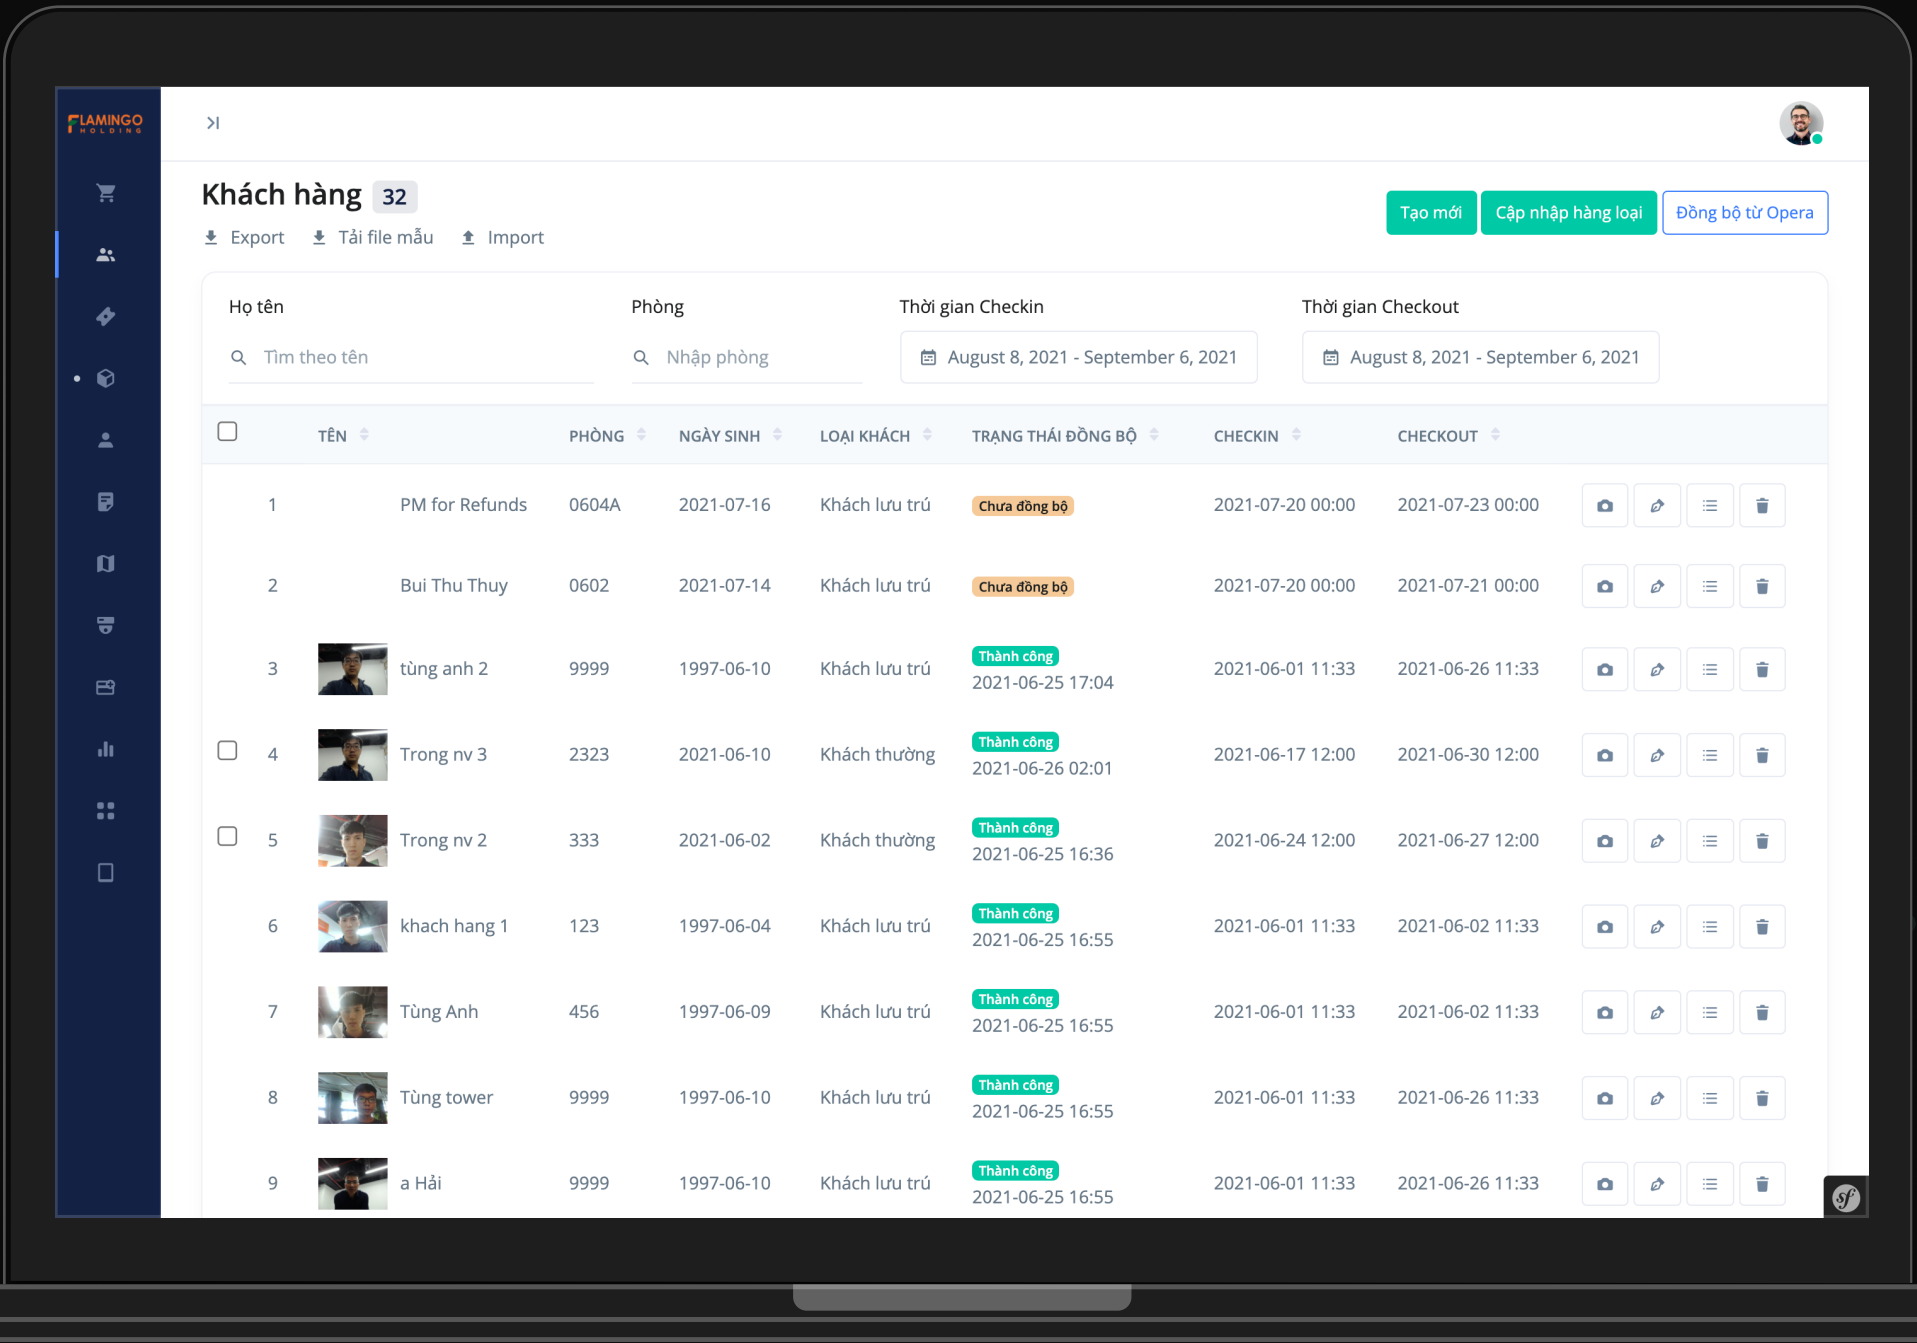 FLAMINGO
HOLDING
Khách hàng 32
Export Tải file mẫu Import
Tạo mới Cập nhập hàng loại Đồng bộ từ Opera
Họ tên Phòng Thời gian Checkin Thời gian Checkout
Tìm theo tên Nhập phòng August 8, 2021 - September 6, 2021 August 8, 2021 - September 6, 2021
TÊN PHÒNG NGÀY SINH LOẠI KHÁCH TRẠNG THÁI ĐỒNG BỘ CHECKIN CHECKOUT
1 PM for Refunds 0604A 2021-07-16 Khách lưu trú Chưa đồng bộ 2021-07-20 00:00 2021-07-23 00:00
2 Bui Thu Thuy 0602 2021-07-14 Khách lưu trú Chưa đồng bộ 2021-07-20 00:00 2021-07-21 00:00
3 tùng anh 2 9999 1997-06-10 Khách lưu trú Thành công 2021-06-25 17:04 2021-06-01 11:33 2021-06-26 11:33
4 Trong nv 3 2323 2021-06-10 Khách thường Thành công 2021-06-26 02:01 2021-06-17 12:00 2021-06-30 12:00
5 Trong nv 2 333 2021-06-02 Khách thường Thành công 2021-06-25 16:36 2021-06-24 12:00 2021-06-27 12:00
6 khach hang 1 123 1997-06-04 Khách lưu trú Thành công 2021-06-25 16:55 2021-06-01 11:33 2021-06-02 11:33
7 Tùng Anh 456 1997-06-09 Khách lưu trú Thành công 2021-06-25 16:55 2021-06-01 11:33 2021-06-02 11:33
8 Tùng tower 9999 1997-06-10 Khách lưu trú Thành công 2021-06-25 16:55 2021-06-01 11:33 2021-06-26 11:33
9 a Hải 9999 1997-06-10 Khách lưu trú Thành công 2021-06-25 16:55 2021-06-01 11:33 2021-06-26 11:33
sf